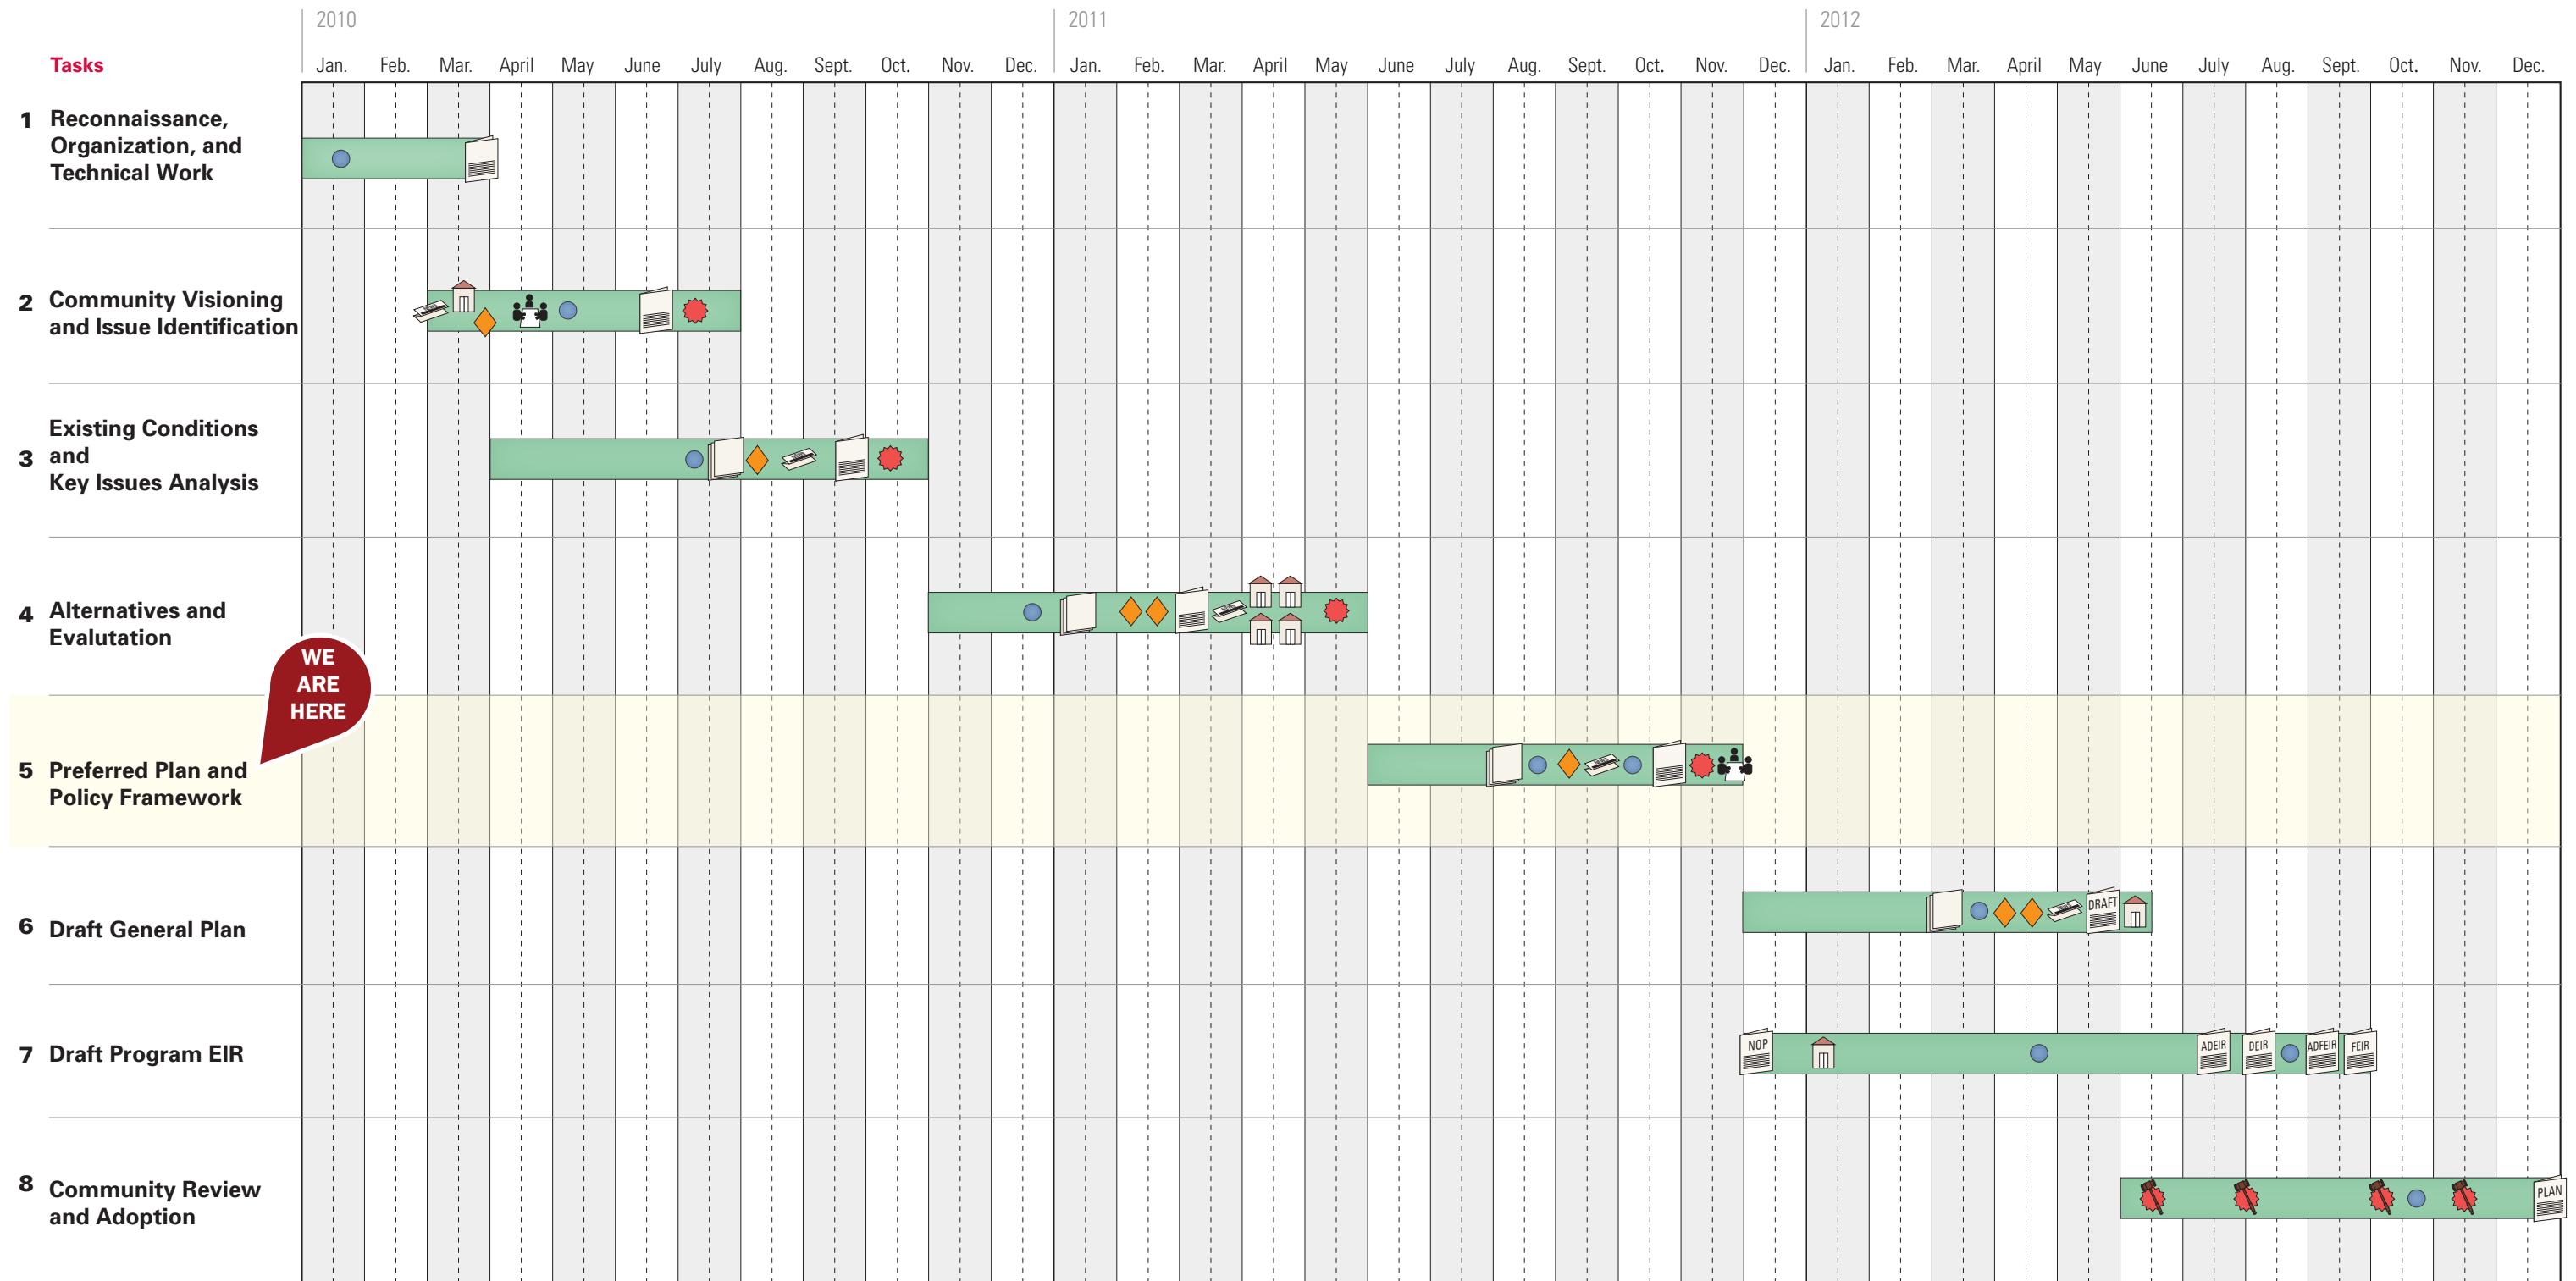 2010 2011 2012
Tasks Jan. Feb. Mar. April May June July Aug. Sept. Oct. Nov. Dec. Jan. Feb. Mar. April May June July Aug. Sept. Oct. Nov. Dec. Jan. Feb. Mar. April May June July Aug. Sept. Oct. Nov. Dec.
1 Reconnaissance,
Organization, and
Technical Work
2 Community Visioning
and Issue Identification
Existing Conditions
3 and
Key Issues Analysis
4 Alternatives and
Evalutation
WE
ARE
HERE
5 Preferred Plan and
Policy Framework
DRAFT
6 Draft General Plan
NOP ADEIR DEIR ADFEIR FEIR
7 Draft Program EIR
8 Community Review
and Adoption
PLAN